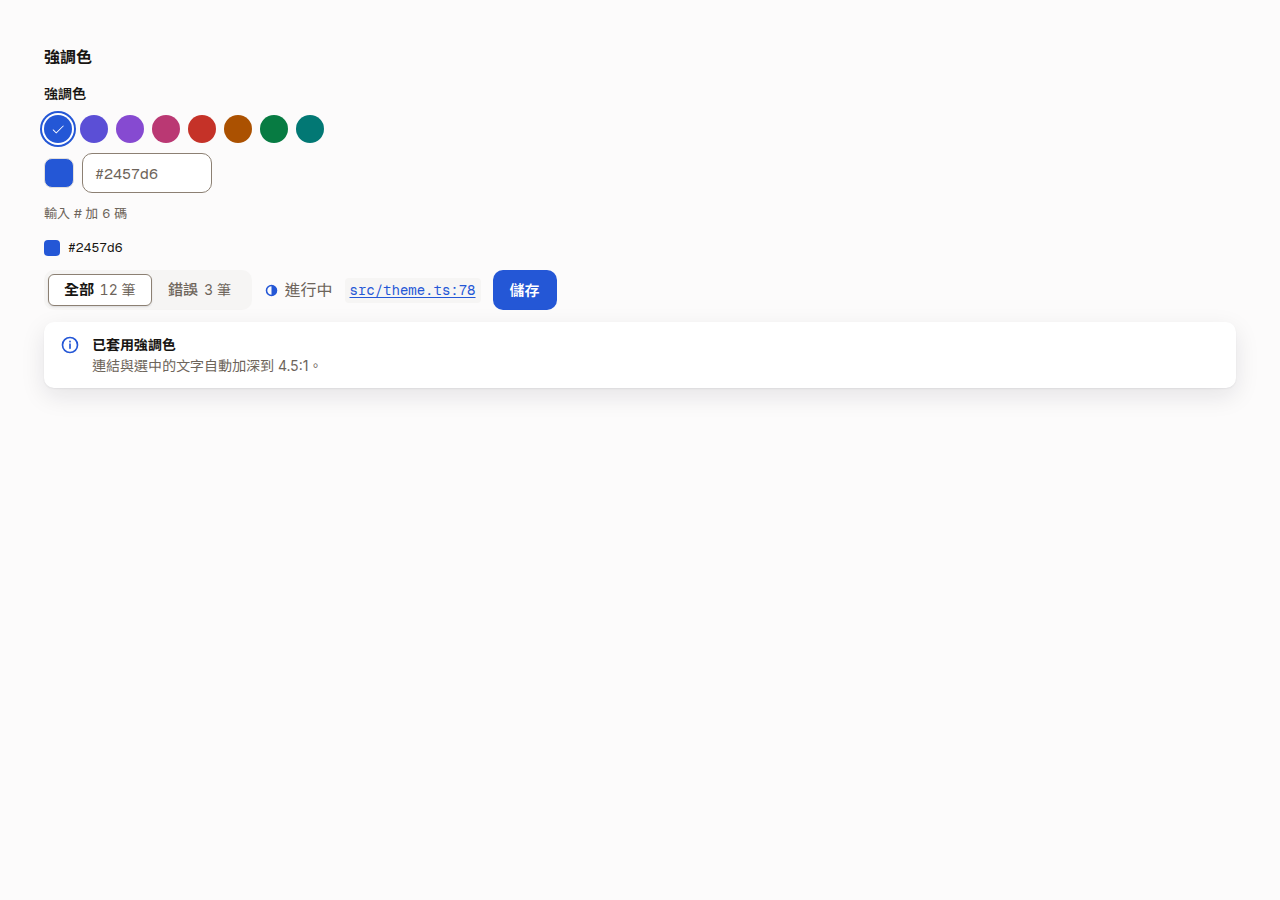 強調色
強調色
#2457d6
輸入 # 加 6 碼
#2457d6
全部 12 筆 錯誤 3 筆 進行中 src/theme.ts:78 儲存
已套用強調色
連結與選中的文字自動加深到 4.5:1。